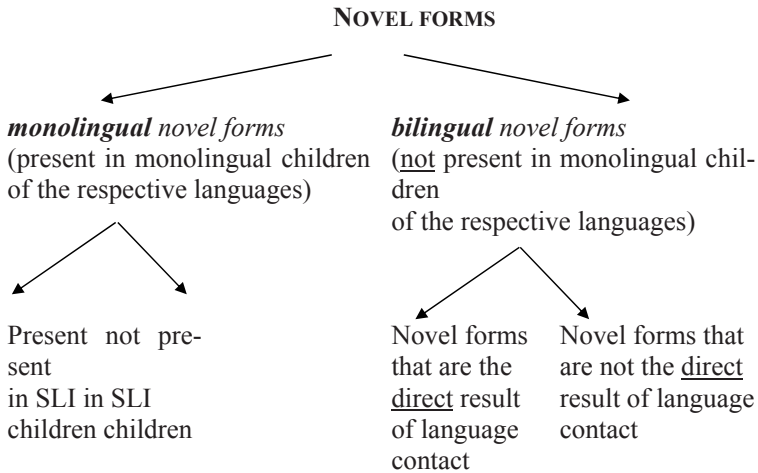 NOVEL FORMS
monolingual novel forms
(present in monolingual children
of the respective languages)
bilingual novel forms
(not present in monolingual chil-
dren
of the respective languages)
Present not pre-
sent
in SLI in SLI
children children
Novel forms
that are the
direct result
of language
contact
Novel forms that
are not the direct
result of language
contact